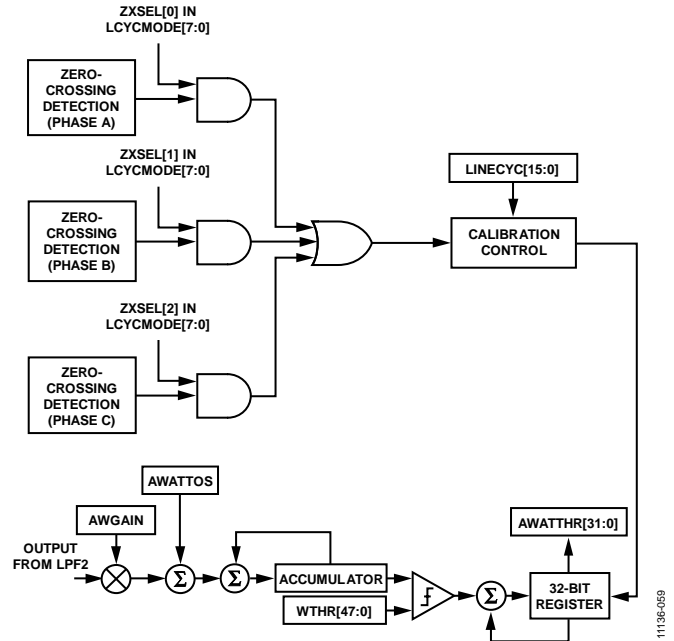 ZXSEL[0] IN
LCYCMODE[7:0]
ZERO-
CROSSING
DETECTION
(PHASE A)
ZXSEL[1] IN
LCYCMODE[7:0]
ZERO-
CROSSING
DETECTION
(PHASE B)
LINECYC[15:0]
CALIBRATION
CONTROL
ZXSEL[2] IN
LCYCMODE[7:0]
ZERO-
CROSSING
DETECTION
(PHASE C)
AWATTOS
AWGAIN
AWATTHR[31:0]
OUTPUT
FROM LPF2
Σ
Σ
ACCUMULATOR
WTHR[47:0]
Σ
32-BIT
REGISTER
11136-059